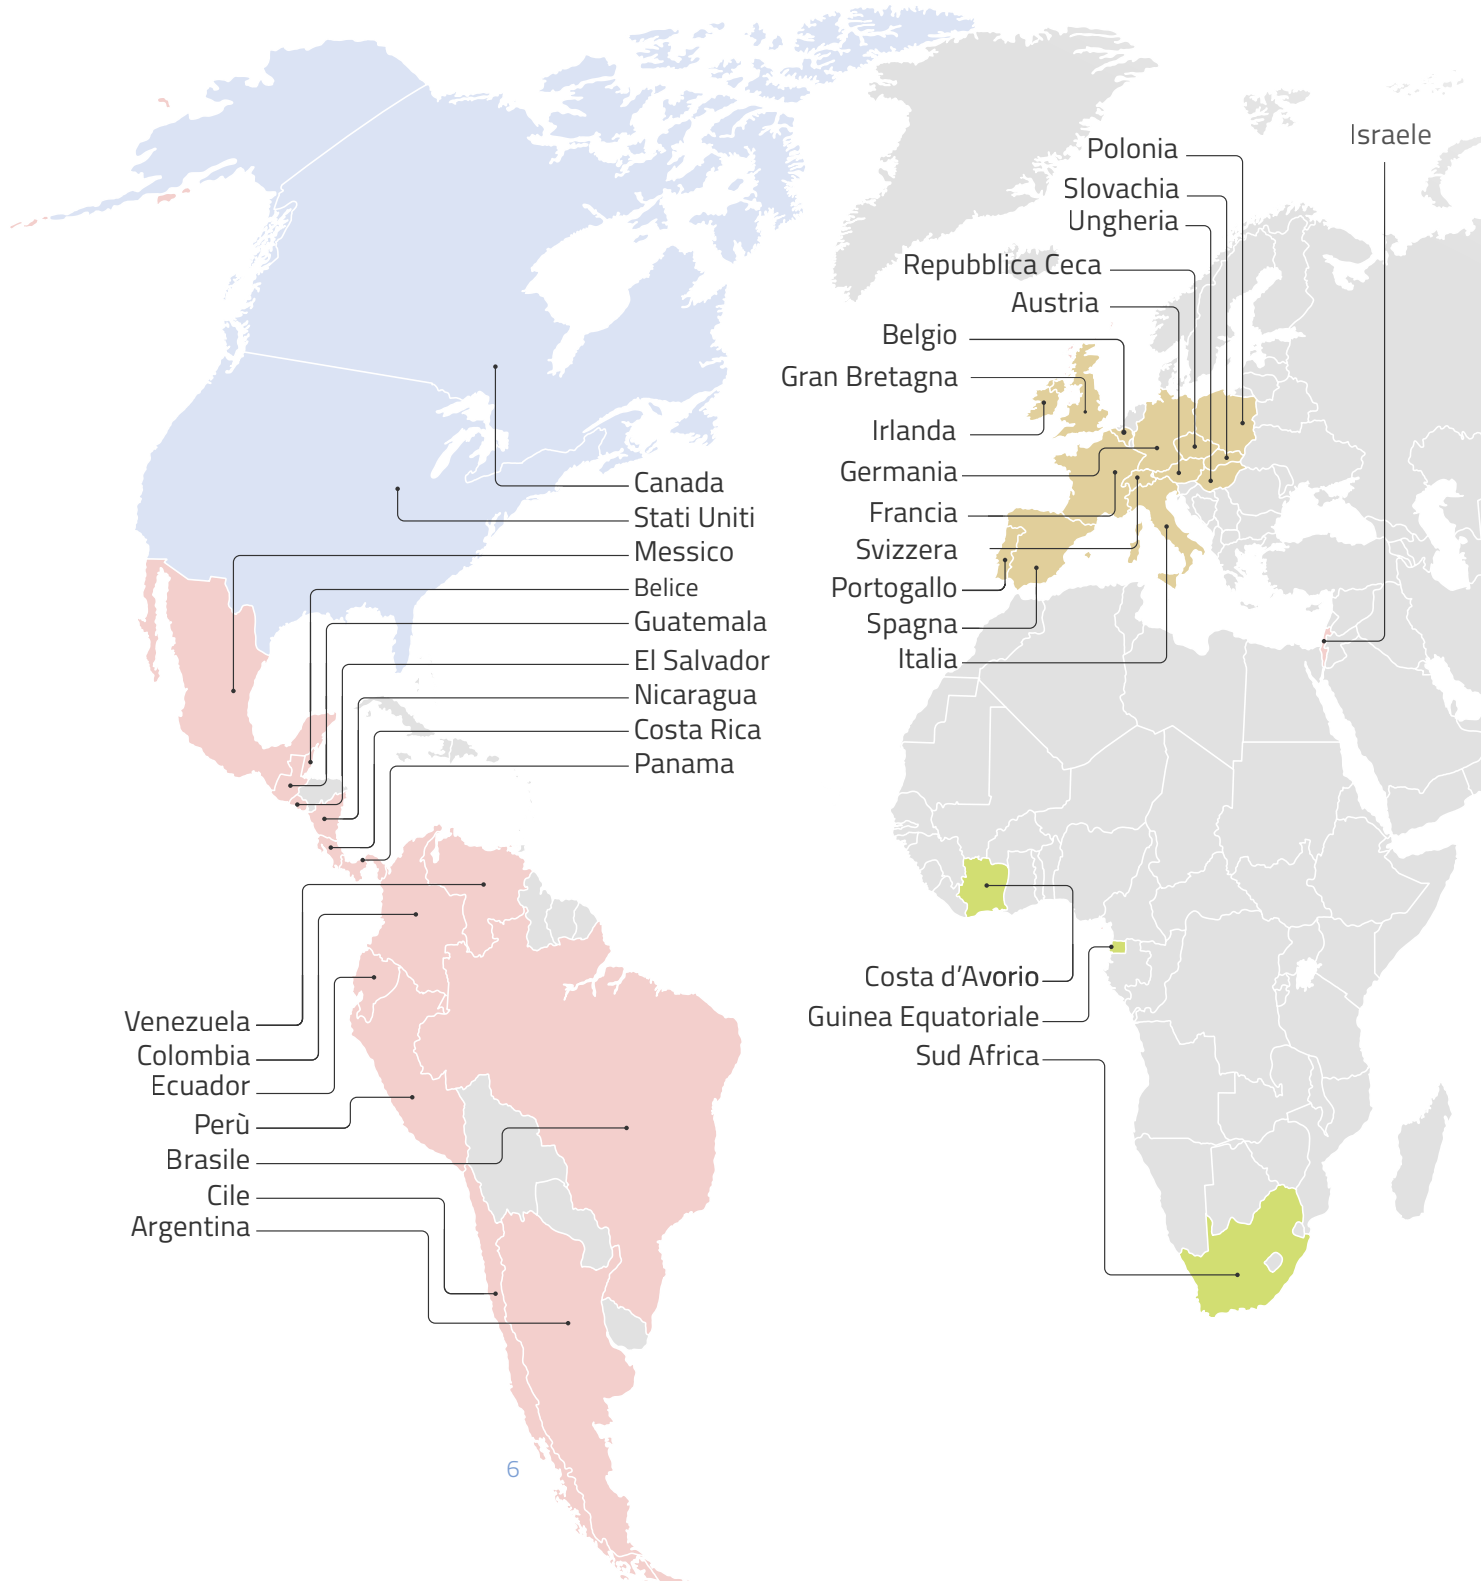 Israele
Polonia
Slovachia
Ungheria
Repubblica Ceca
Austria
Belgio
Gran Bretagna
Irlanda
Germania
Francia
Svizzera
Portogallo
Spagna
Italia
Canada
Stati Uniti
Messico
Belice
Guatemala
El Salvador
Nicaragua
Costa Rica
Panama
Venezuela
Colombia
Ecuador
Perù
Brasile
Cile
Argentina
Costa d'Avorio
Guinea Equatoriale
Sud Africa
6